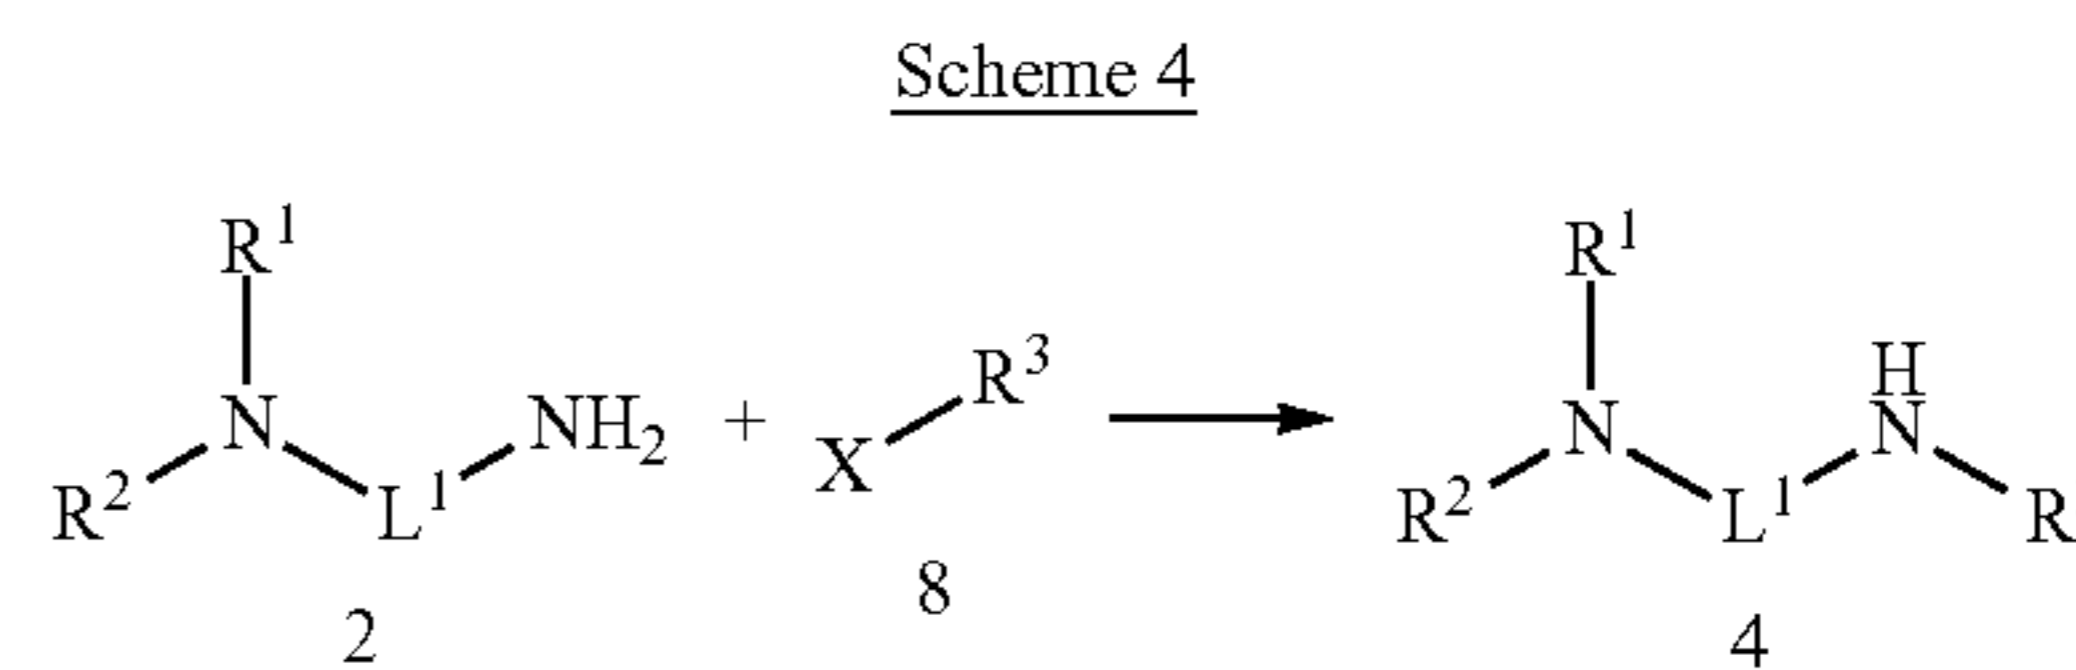 Scheme 4
R¹ R¹
R³ H
N NH₂ + X N N
R² L¹ R² L¹ R
8
2 4